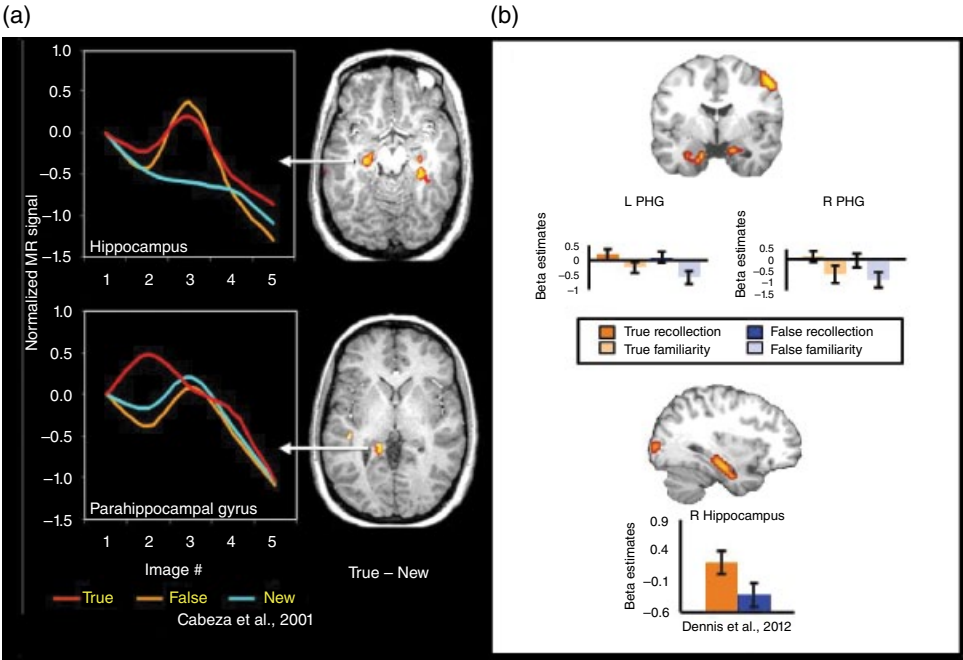 (a)
(b)
Normalized MR signal
1.0
0.5
0.0
−0.5
−1.0
−1.5
Hippocampus
1 2 3 4 5
1.0
0.5
0.0
−0.5
−1.0
−1.5
Parahippocampal gyrus
1 2 3 4 5
Image #
True – New
True False New
Cabeza et al., 2001
L PHG
R PHG
Beta estimates
0.5
0
−0.5
−1
Beta estimates
0.5
0
−0.5
−1
−1.5
True recollection
False recollection
True familiarity
False familiarity
R Hippocampus
Beta estimates
0.9
0.4
−0.1
−0.6
Dennis et al., 2012